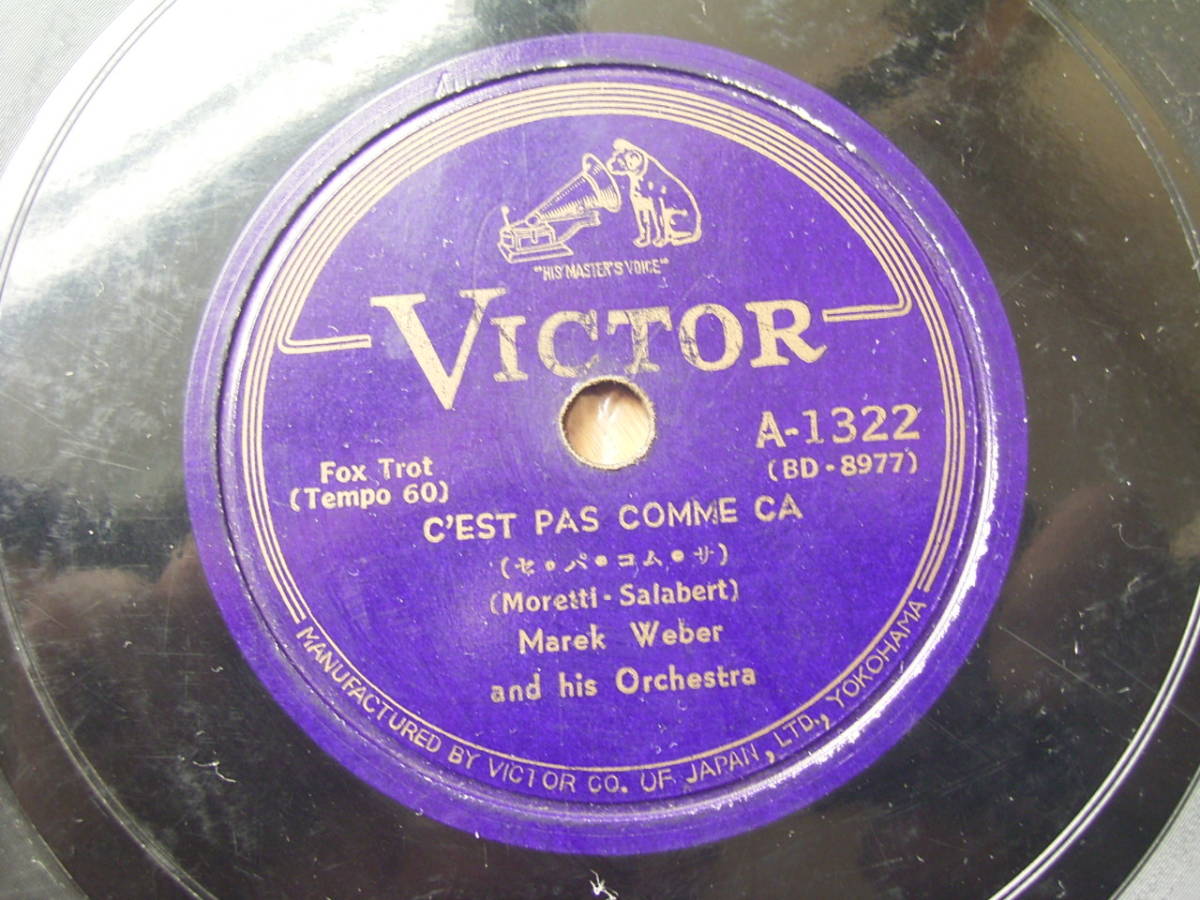 "HIS MASTER'S VOICE"
VICTOR
A-1322
(BD-8977)
Fox Trot
(Tempo 60)
C'EST PAS COMME CA
(セ・パ・コム・サ)
(Moretti-Salabert)
Marek Weber
and his Orchestra
MANUFACTURED BY VICTOR CO. OF JAPAN, LTD., YOKOHAMA